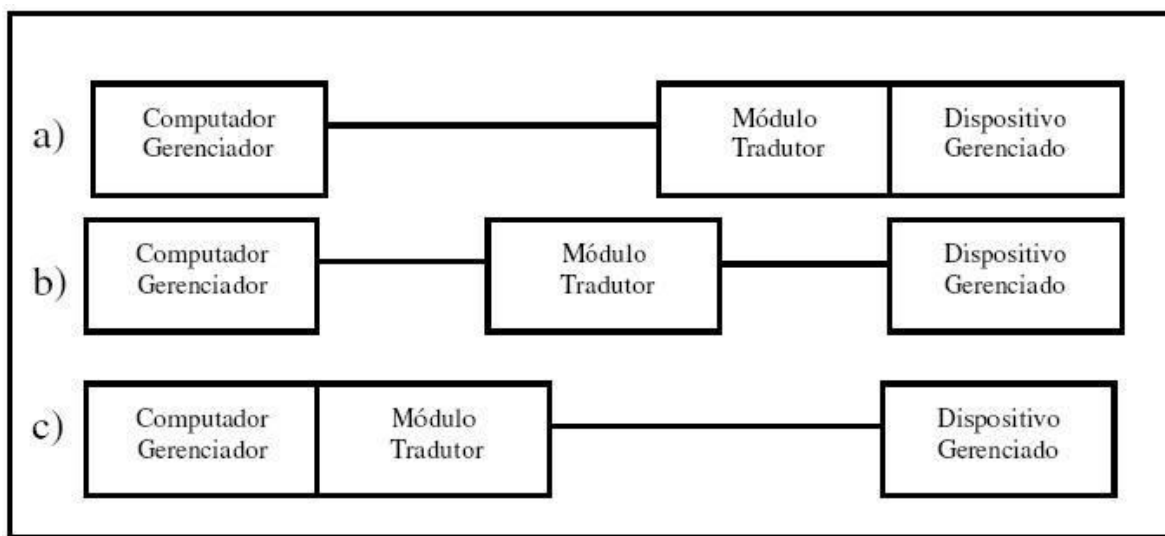 a)
Computador
Gerenciador
Módulo
Tradutor
Dispositivo
Gerenciado
b)
Computador
Gerenciador
Módulo
Tradutor
Dispositivo
Gerenciado
c)
Computador
Gerenciador
Módulo
Tradutor
Dispositivo
Gerenciado